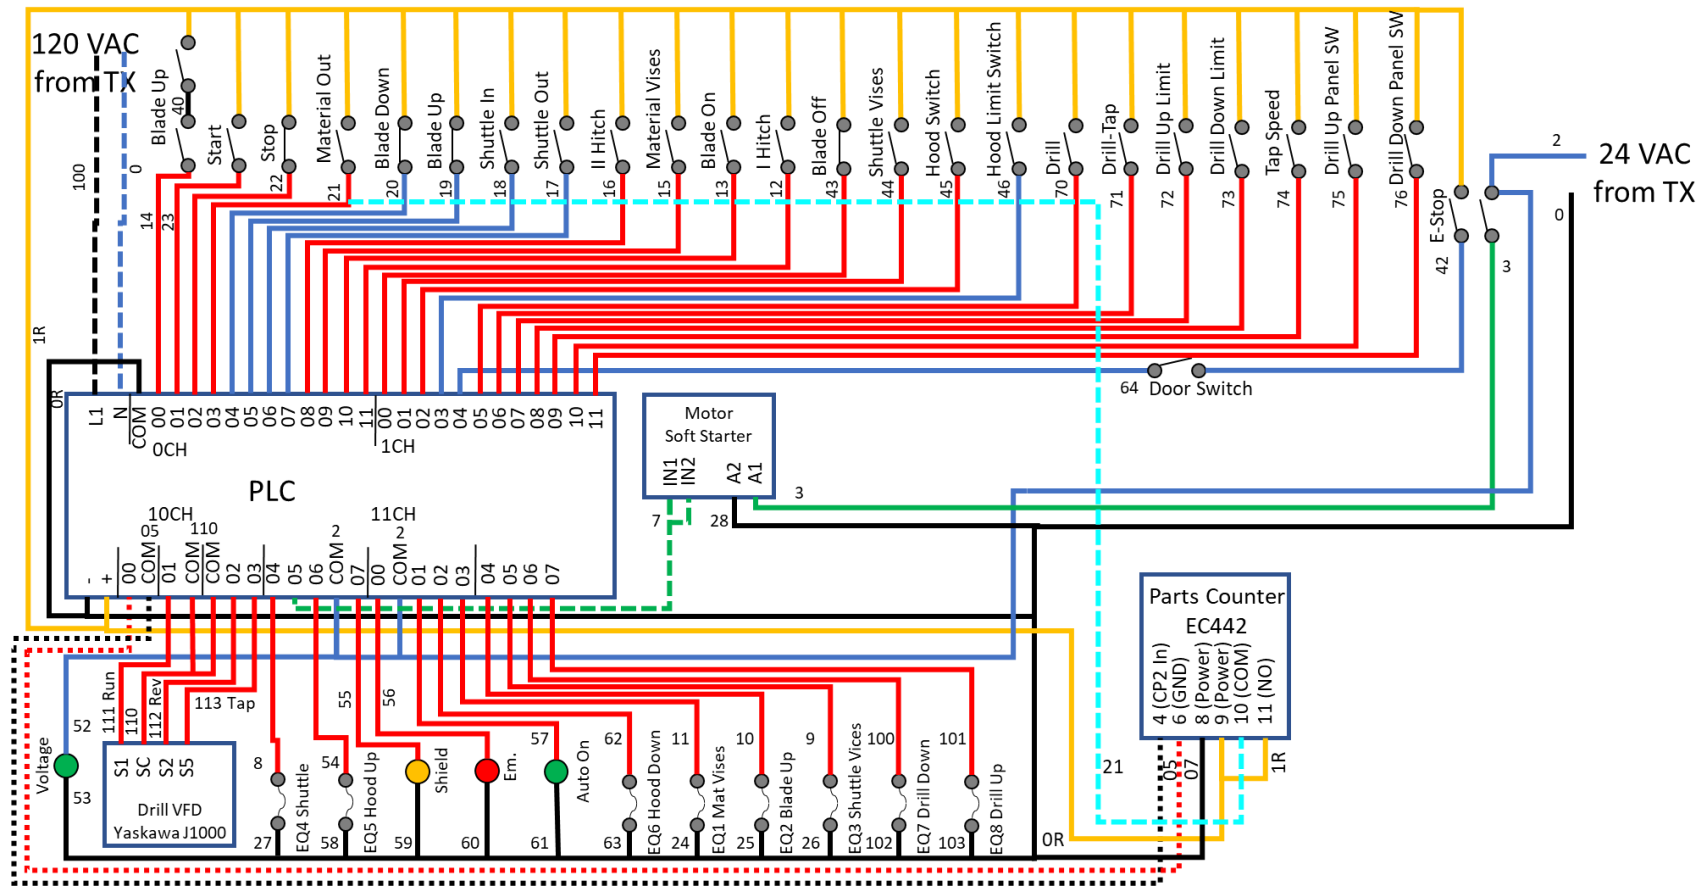 120 VAC
from TX
Blade Up
40
Start
Stop
Material Out
Blade Down
Blade Up
Shuttle In
Shuttle Out
II Hitch
Material Vises
Blade On
I Hitch
Blade Off
Shuttle Vises
Hood Switch
Hood Limit Switch
Drill
Drill-Tap
Drill Up Limit
Drill Down Limit
Tap Speed
Drill Up Panel SW
Drill Down Panel SW
E-Stop
2
24 VAC
from TX
0
100
0
14
23
22
21
20
19
18
17
16
15
13
12
43
44
45
46
70
71
72
73
74
75
76
42
3
1R
0R
64 Door Switch
L1
N
COM
00
01
02
03
04
05
06
07
08
09
10
11
00
01
02
03
04
05
06
07
08
09
10
11
0CH
1CH
PLC
Motor
Soft Starter
IN1
IN2
A2
A1
7
28
3
10CH
11CH
-
+
00
COM 05
01
COM
COM 110
02
03
04
05
06
COM 2
07
00
COM 2
01
02
03
04
05
06
07
Parts Counter
EC442
4 (CP2 In)
6 (GND)
8 (Power)
9 (Power)
10 (COM)
11 (NO)
111 Run
110
112 Rev
113 Tap
52
Voltage
53
S1
SC
S2
S5
Drill VFD
Yaskawa J1000
8
EQ4 Shuttle
27
54
EQ5 Hood Up
58
55
Shield
59
56
Em.
60
57
Auto On
61
62
EQ6 Hood Down
63
11
EQ1 Mat Vises
24
10
EQ2 Blade Up
25
9
EQ3 Shuttle Vices
26
100
EQ7 Drill Down
102
101
EQ8 Drill Up
103
0R
21
05
07
1R